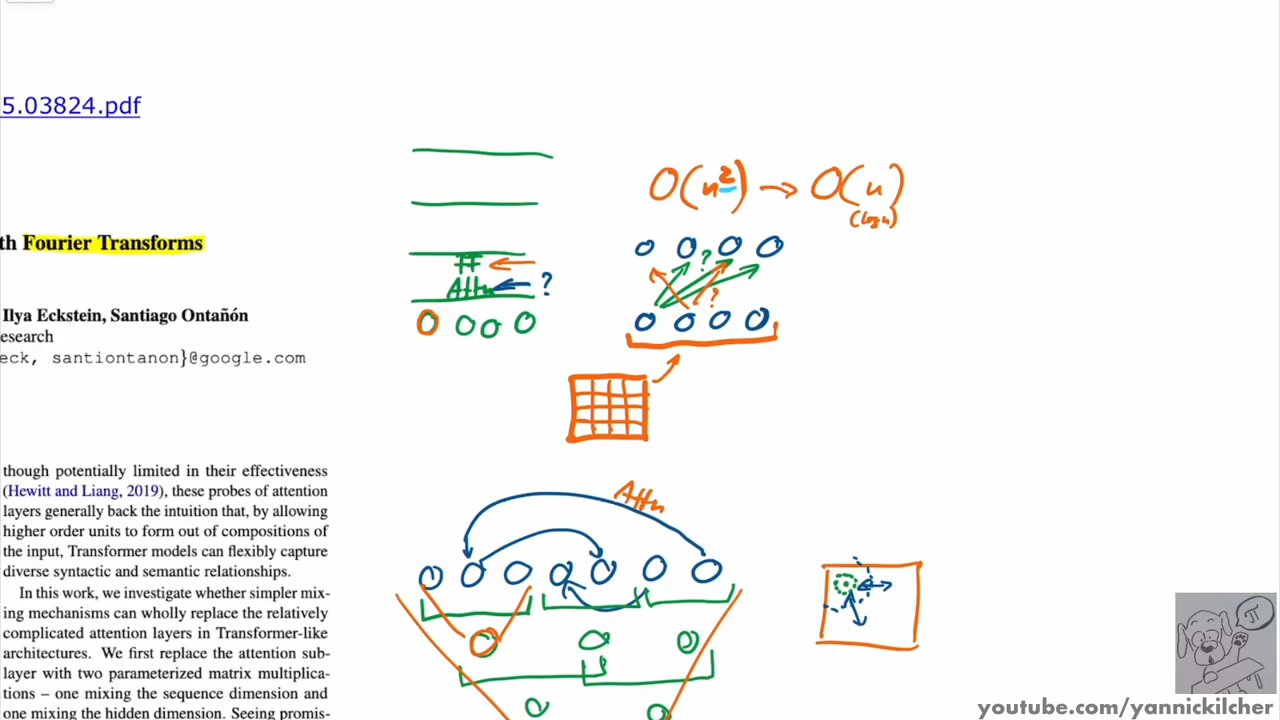 5.03824.pdf
th Fourier Transforms
Ilya Eckstein, Santiago Ontañón
esearch
eck, santiontanon}@google.com
though potentially limited in their effectiveness
(Hewitt and Liang, 2019), these probes of attention
layers generally back the intuition that, by allowing
higher order units to form out of compositions of
the input, Transformer models can flexibly capture
diverse syntactic and semantic relationships.
In this work, we investigate whether simpler mix-
ing mechanisms can wholly replace the relatively
complicated attention layers in Transformer-like
architectures. We first replace the attention sub-
layer with two parameterized matrix multiplica-
tions – one mixing the sequence dimension and
one mixing the hidden dimension. Seeing promis-
O(n²) → O(n)
(log n)
FF
Attn ?
?
?
Attn
π
youtube.com/yannickilcher